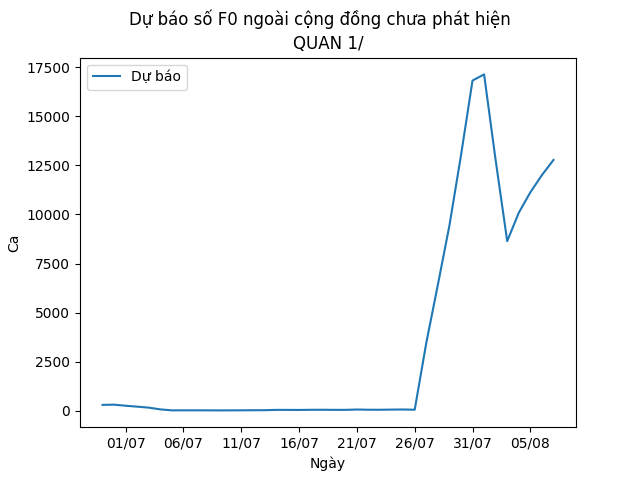 Dự báo số F0 ngoài cộng đồng chưa phát hiện
QUAN 1/
Dự báo
17500
15000
12500
10000
7500
5000
2500
0
Ca
01/07 06/07 11/07 16/07 21/07 26/07 31/07 05/08
Ngày